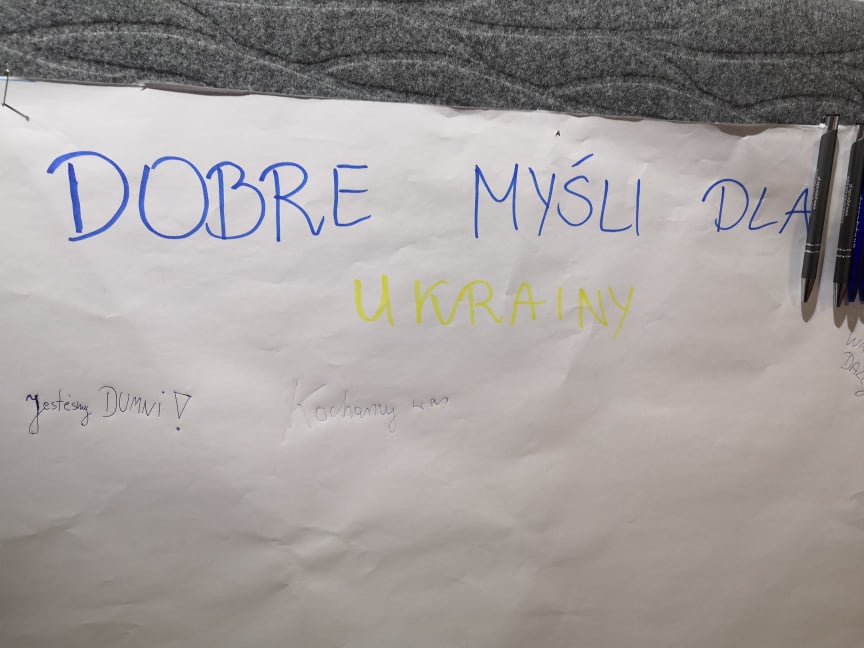 DOBRE MYŚLI DLA
UKRAINY
Jesteśmy DUMNI!
Kochamy was